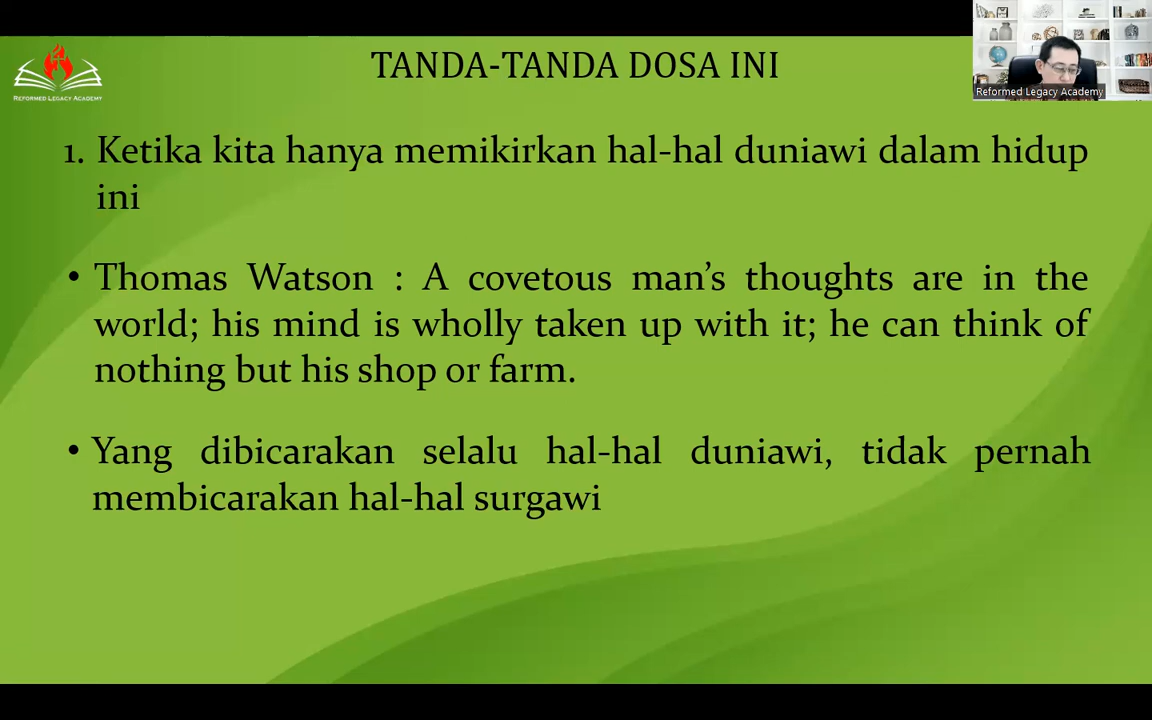 TANDA-TANDA DOSA INI
REFORMED LEGACY ACADEMY
Reformed Legacy Academy
1. Ketika kita hanya memikirkan hal-hal duniawi dalam hidup
ini
• Thomas Watson : A covetous man’s thoughts are in the
world; his mind is wholly taken up with it; he can think of
nothing but his shop or farm.
• Yang dibicarakan selalu hal-hal duniawi, tidak pernah
membicarakan hal-hal surgawi